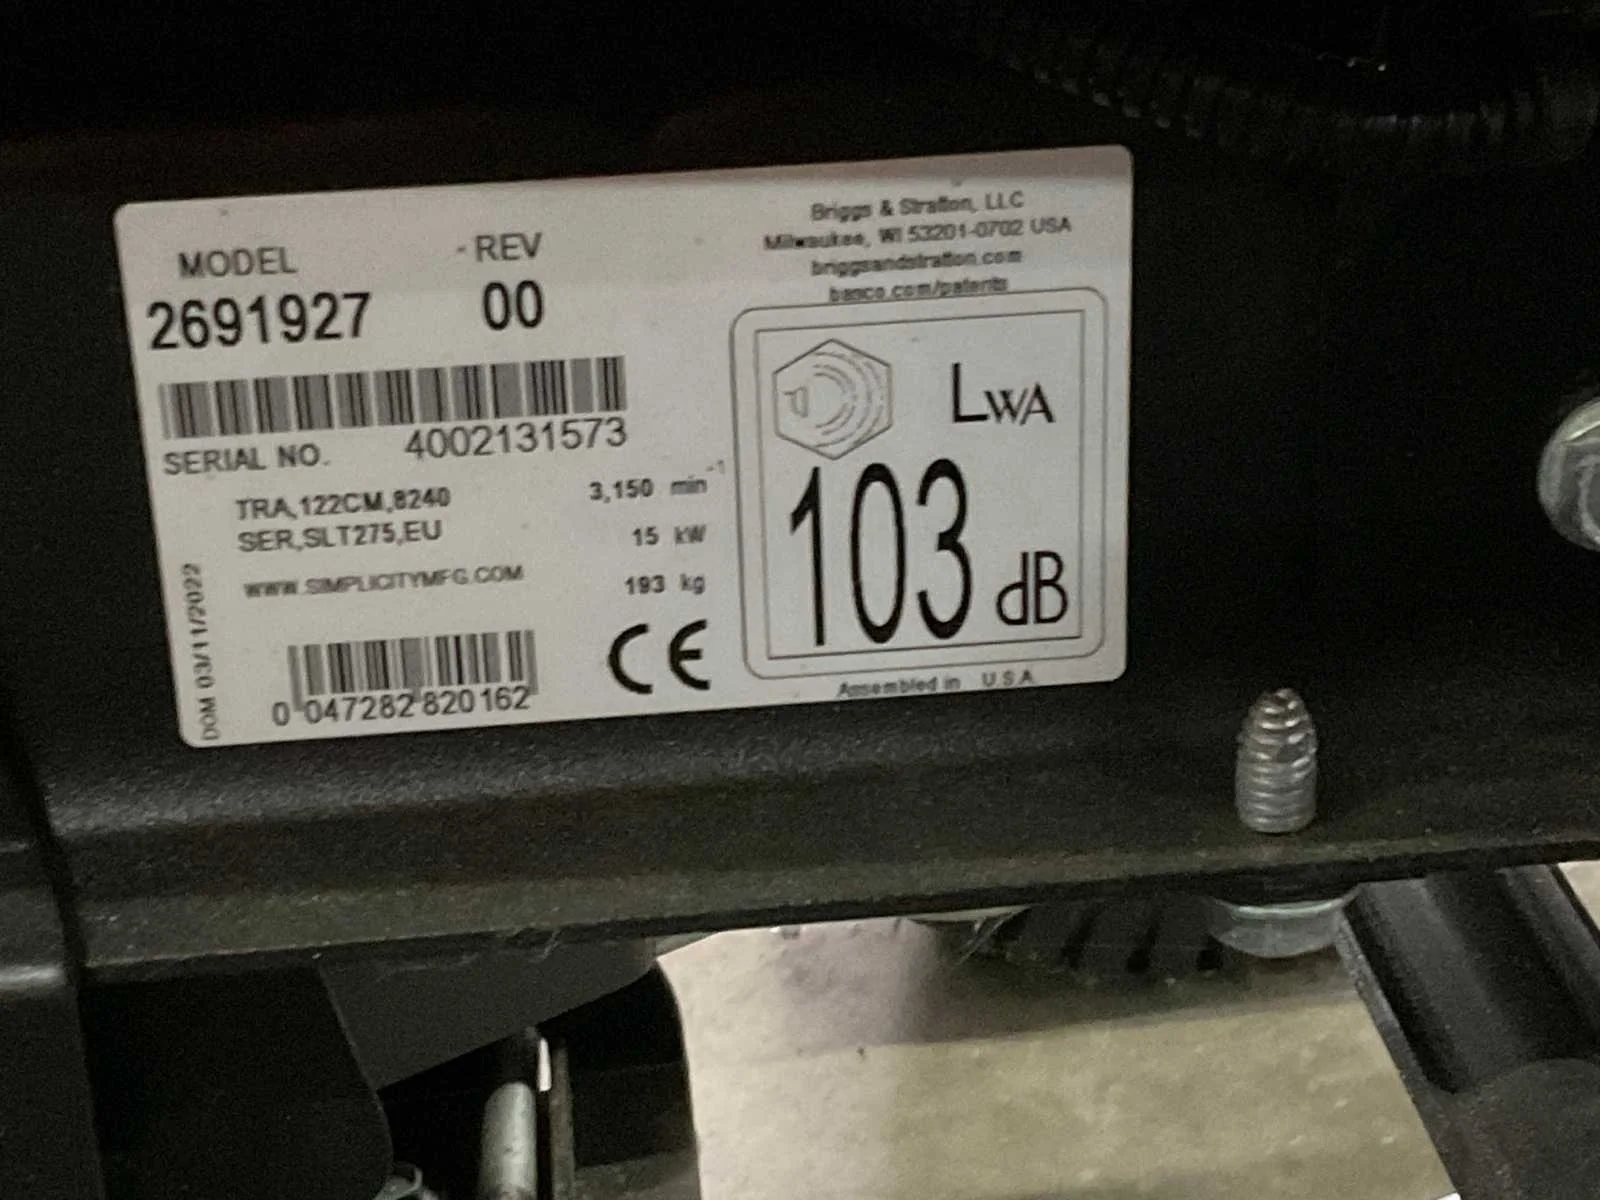 MODEL - REV
2691927 00
SERIAL NO. 4002131573
TRA,122CM,8240
SER,SLT275,EU
WWW.SIMPLICITYMFG.COM
3,150 min⁻¹
15 kW
193 kg
DOM 03/11/2022
0 047282 820162
CE
Briggs & Stratton, LLC
Milwaukee, WI 53201-0702 USA
briggsandstratton.com
basco.com/patents
LWA
103 dB
Assembled in U.S.A.